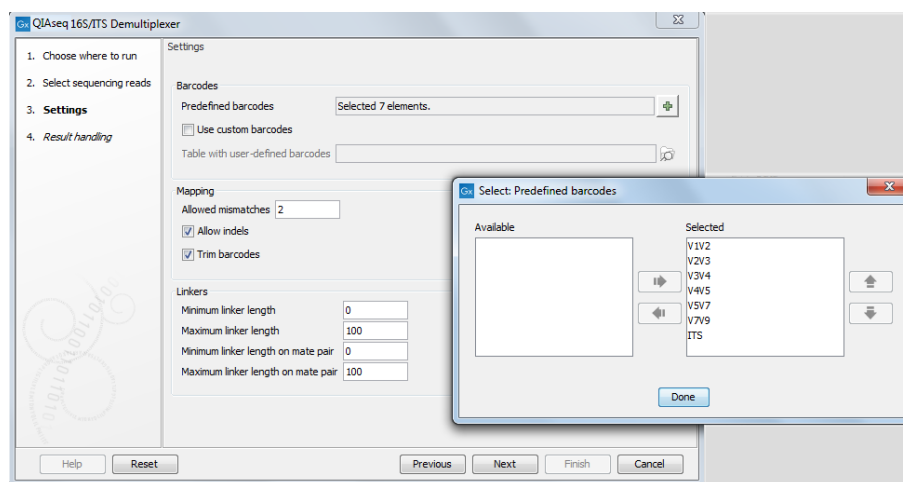 Gx QIAseq 16S/ITS Demultiplexer
1. Choose where to run
2. Select sequencing reads
3. Settings
4. Result handling
Settings
Barcodes
Predefined barcodes Selected 7 elements.
Use custom barcodes
Table with user-defined barcodes
Mapping
Allowed mismatches 2
Allow indels
Trim barcodes
Linkers
Minimum linker length 0
Maximum linker length 100
Minimum linker length on mate pair 0
Maximum linker length on mate pair 100
Help Reset Previous Next Finish Cancel
Gx Select: Predefined barcodes
Available
Selected
V1V2
V2V3
V3V4
V4V5
V5V7
V7V9
ITS
Done